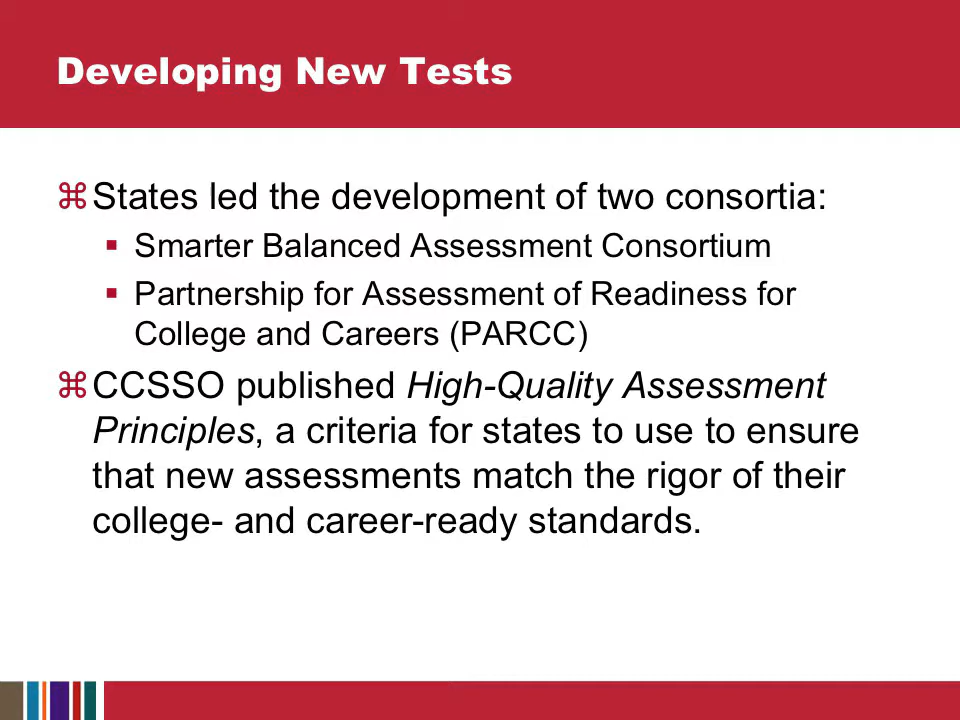 Developing New Tests
⌘States led the development of two consortia:
▪ Smarter Balanced Assessment Consortium
▪ Partnership for Assessment of Readiness for
College and Careers (PARCC)
⌘CCSSO published High-Quality Assessment
Principles, a criteria for states to use to ensure
that new assessments match the rigor of their
college- and career-ready standards.